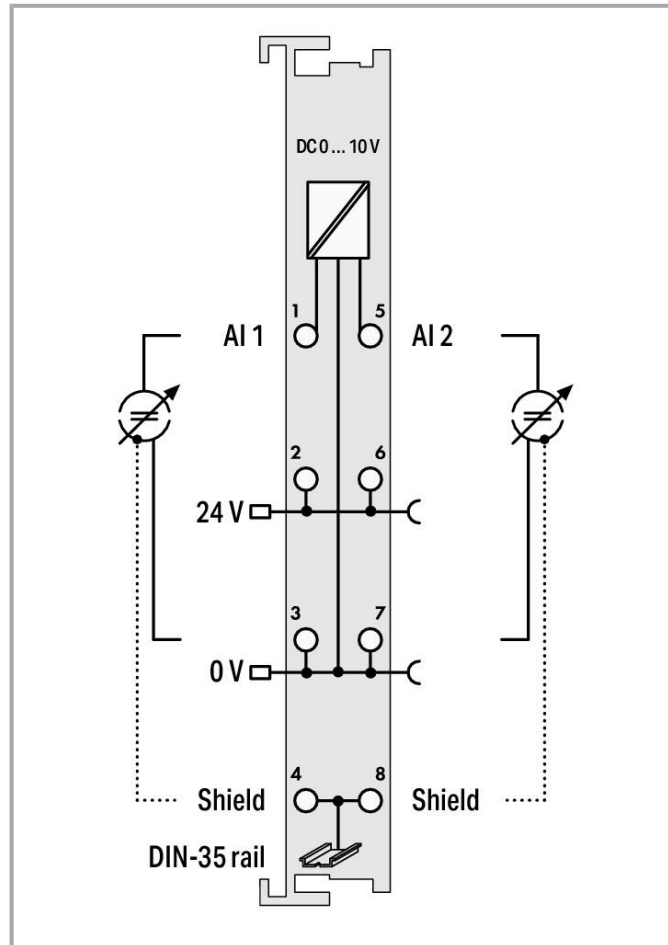 DC 0 ... 10 V
1 5
AI 1 AI 2
2 6
24 V
3 7
0 V
4 8
Shield Shield
DIN-35 rail